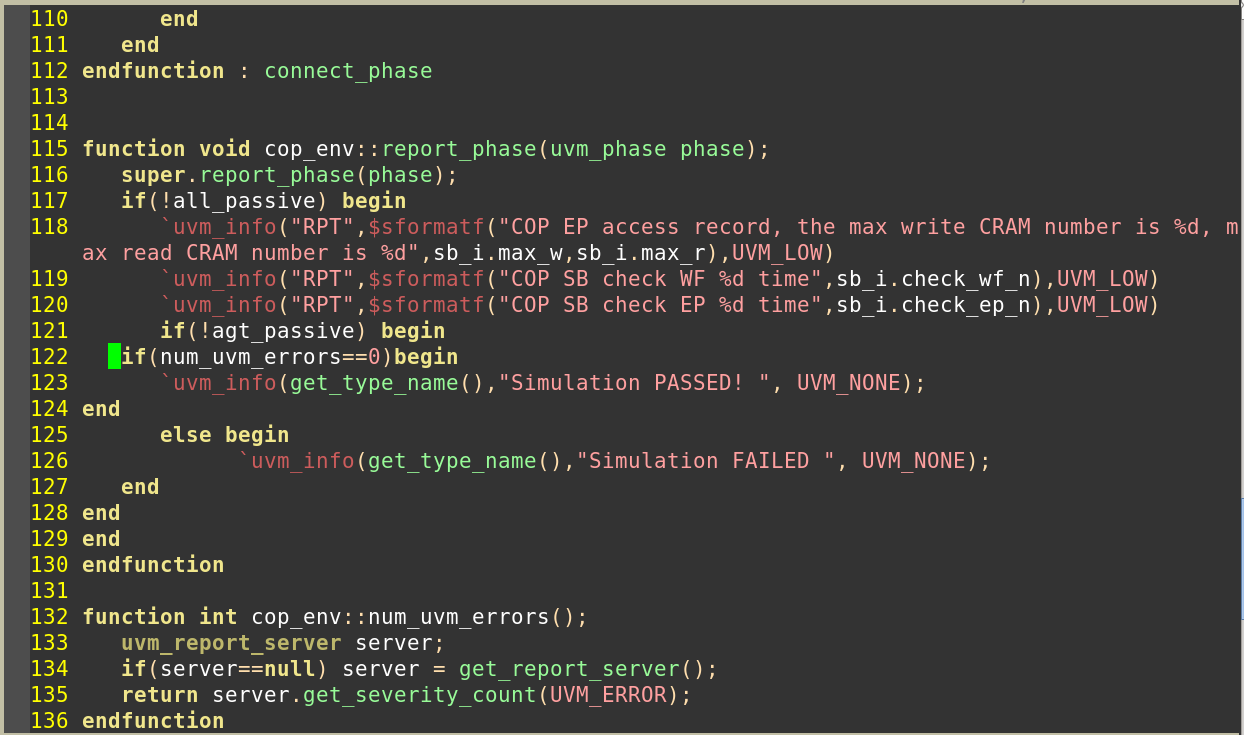 110       end
111    end
112 endfunction : connect_phase
113
114
115 function void cop_env::report_phase(uvm_phase phase);
116    super.report_phase(phase);
117    if(!all_passive) begin
118       `uvm_info("RPT",$sformatf("COP EP access record, the max write CRAM number is %d, m
ax read CRAM number is %d",sb_i.max_w,sb_i.max_r),UVM_LOW)
119       `uvm_info("RPT",$sformatf("COP SB check WF %d time",sb_i.check_wf_n),UVM_LOW)
120       `uvm_info("RPT",$sformatf("COP SB check EP %d time",sb_i.check_ep_n),UVM_LOW)
121       if(!agt_passive) begin
122    if(num_uvm_errors==0)begin
123       `uvm_info(get_type_name(),"Simulation PASSED! ", UVM_NONE);
124 end
125       else begin
126             `uvm_info(get_type_name(),"Simulation FAILED ", UVM_NONE);
127    end
128 end
129 end
130 endfunction
131
132 function int cop_env::num_uvm_errors();
133    uvm_report_server server;
134    if(server==null) server = get_report_server();
135    return server.get_severity_count(UVM_ERROR);
136 endfunction